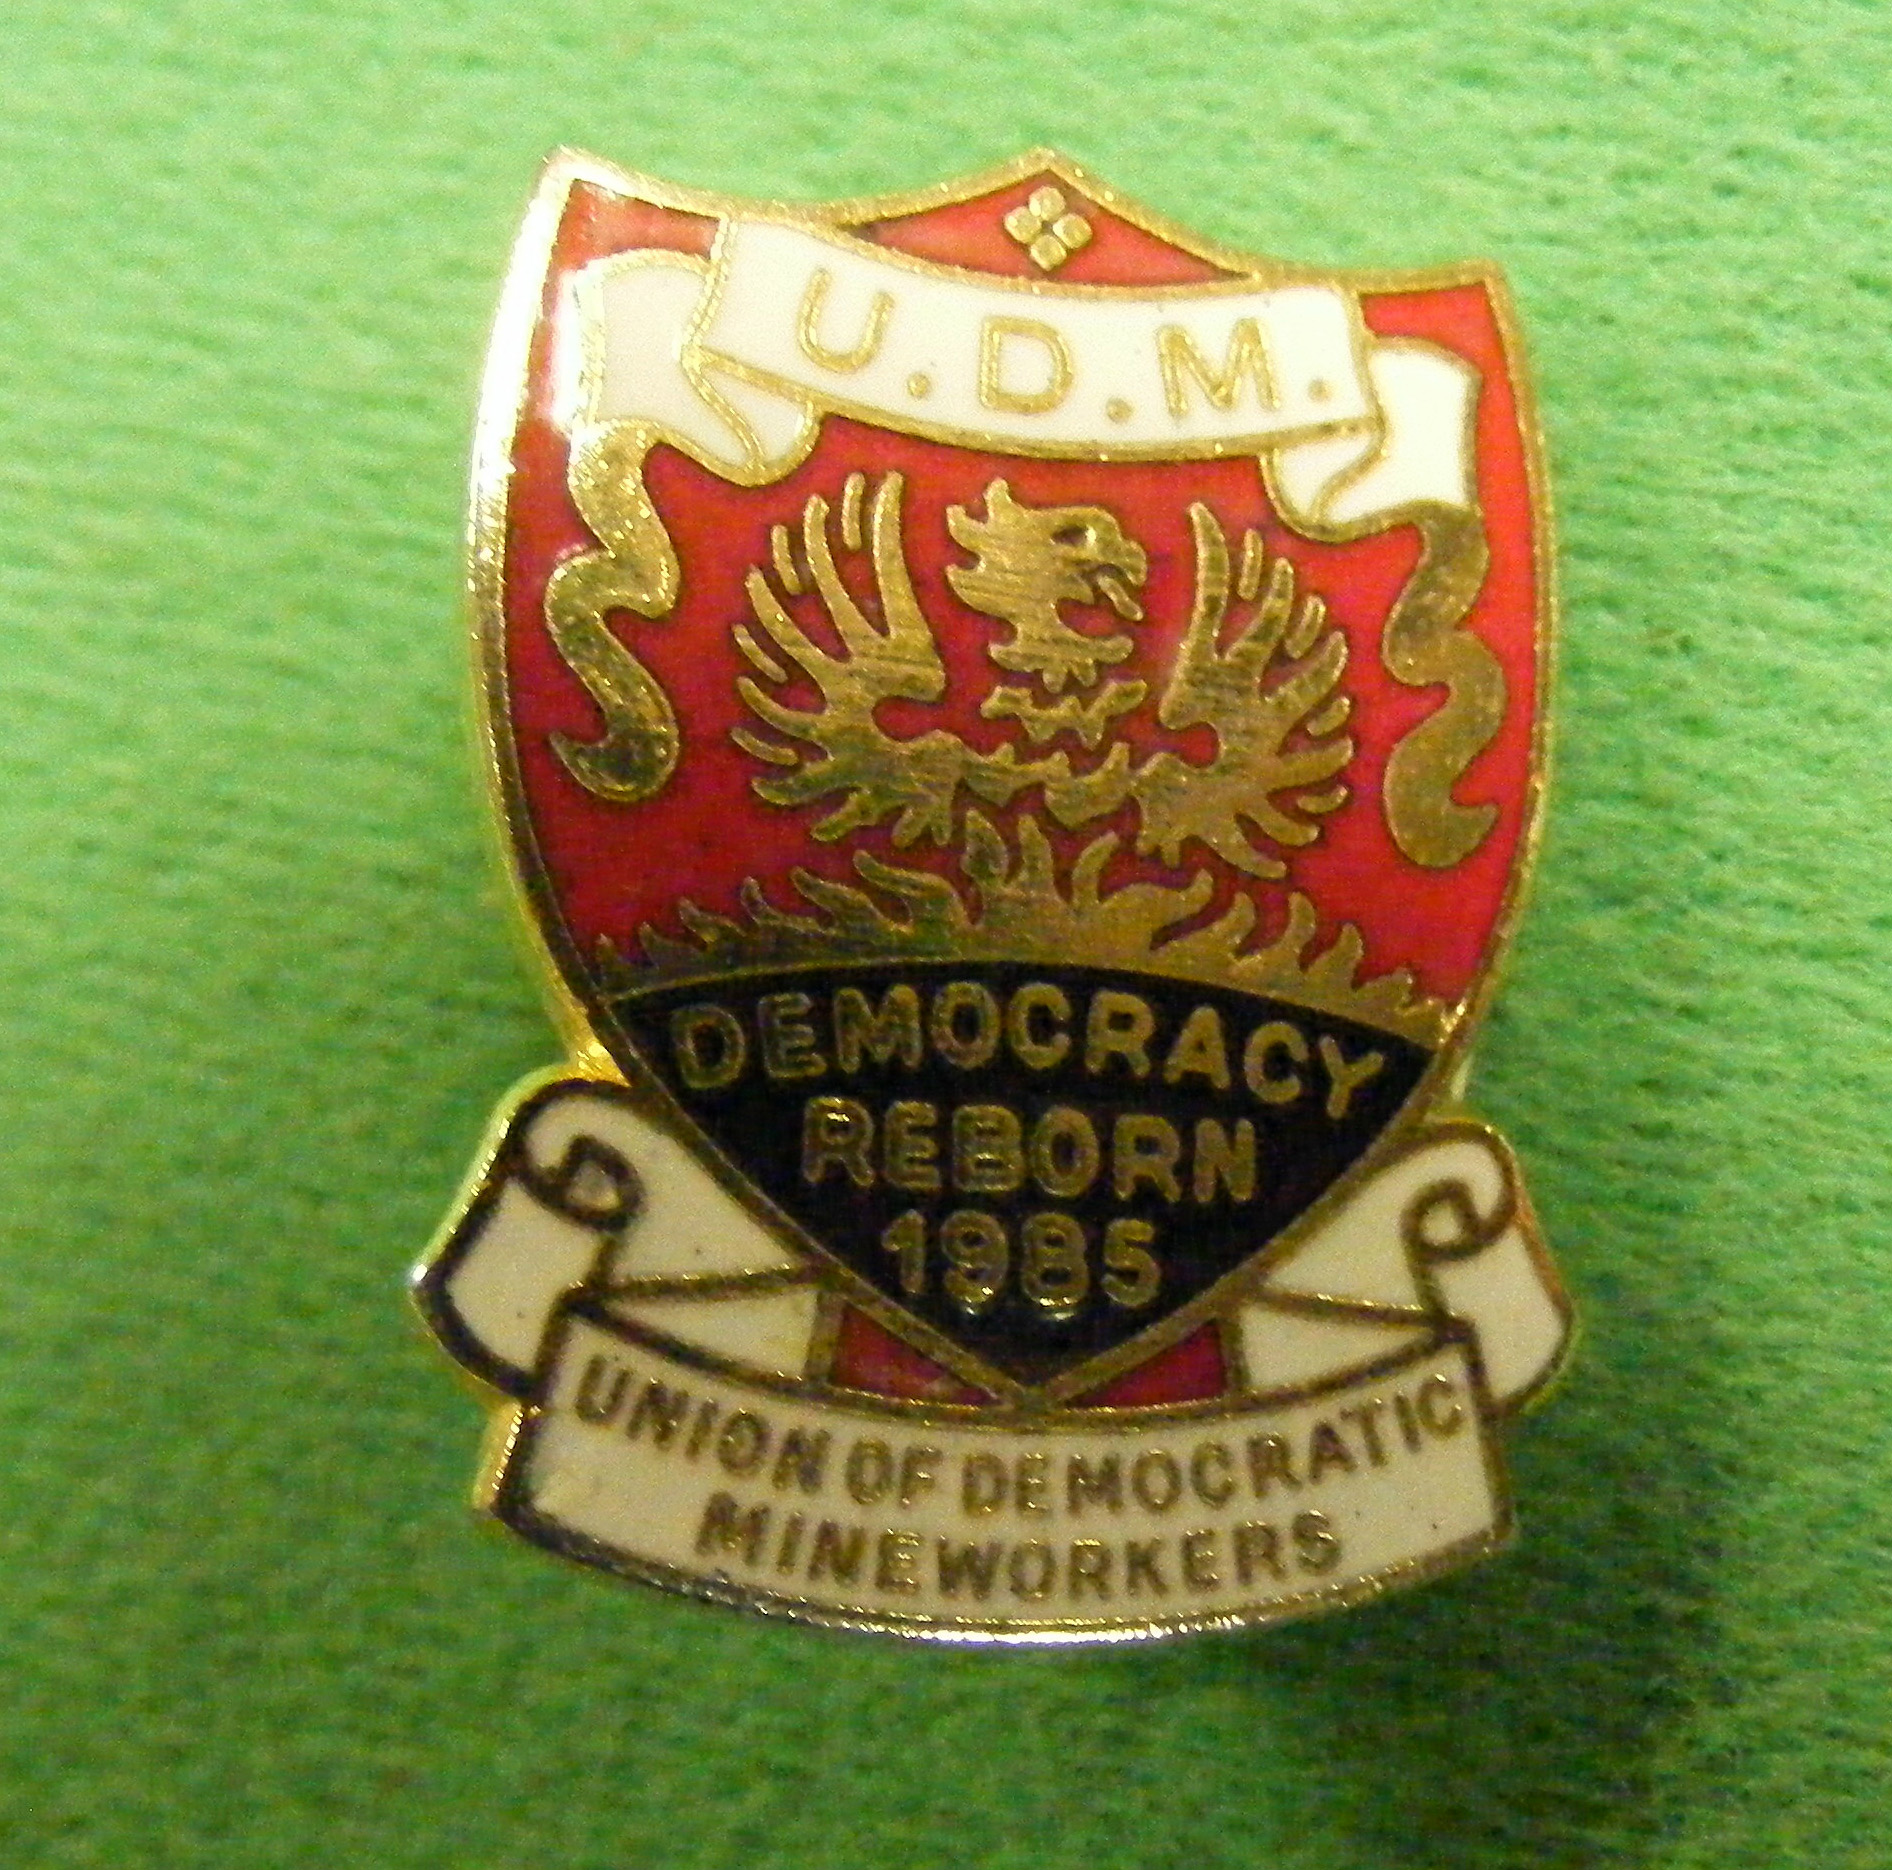 U.D.M.
DEMOCRACY
REBORN
1985
UNION OF DEMOCRATIC
MINEWORKERS